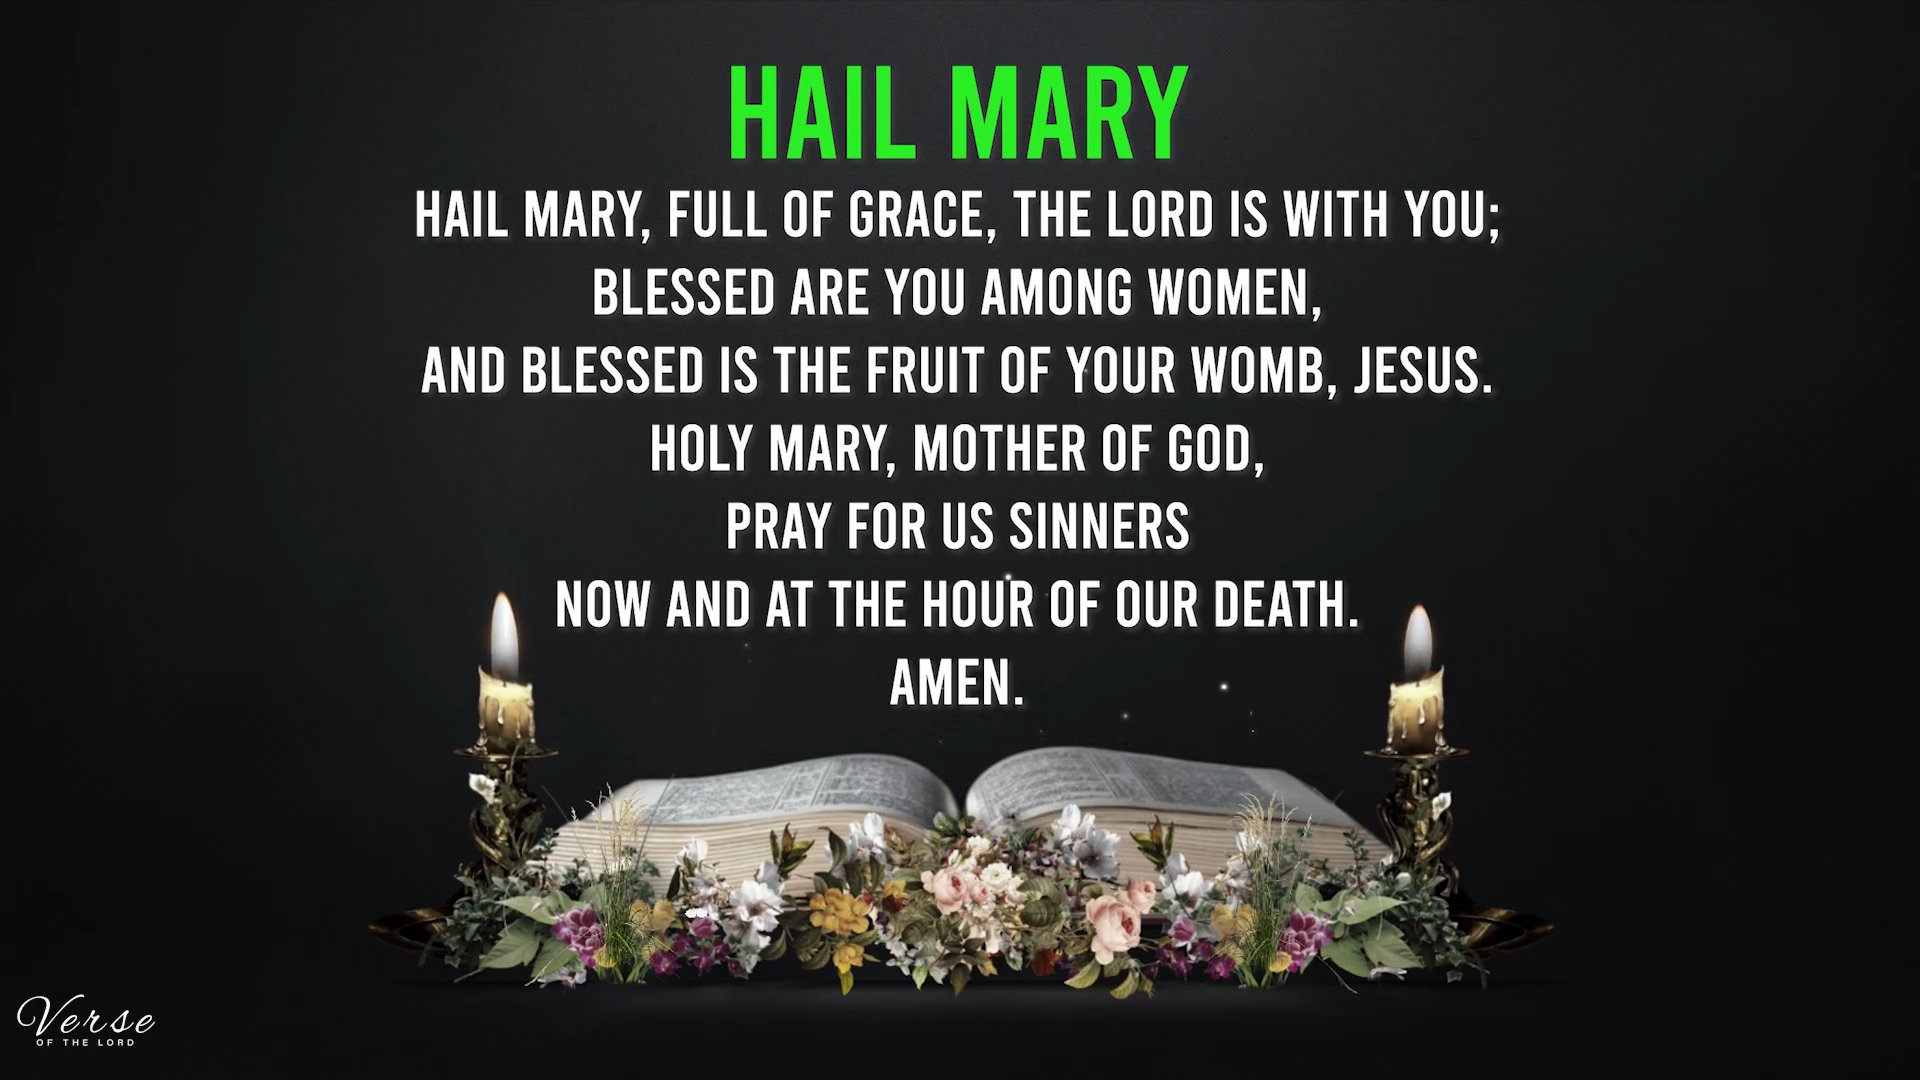 HAIL MARY
HAIL MARY, FULL OF GRACE, THE LORD IS WITH YOU;
BLESSED ARE YOU AMONG WOMEN,
AND BLESSED IS THE FRUIT OF YOUR WOMB, JESUS.
HOLY MARY, MOTHER OF GOD,
PRAY FOR US SINNERS
NOW AND AT THE HOUR OF OUR DEATH.
AMEN.
Verse
OF THE LORD